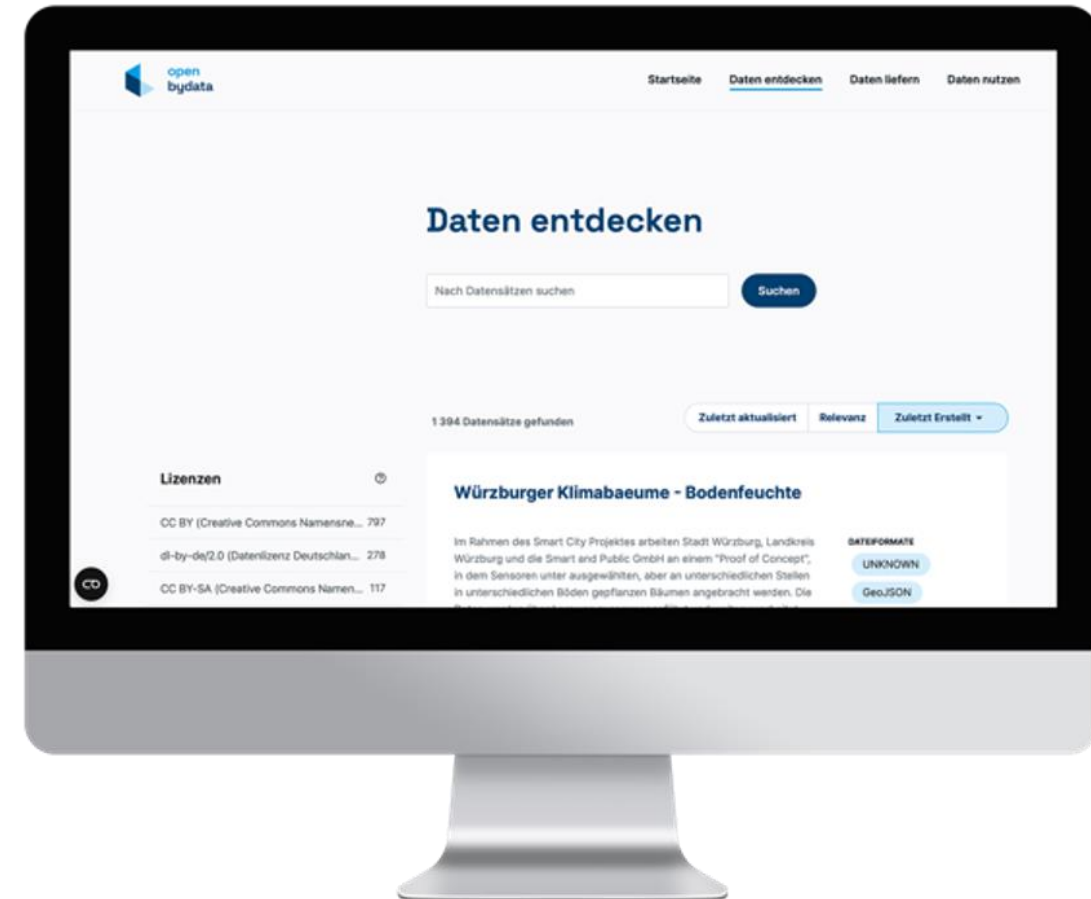 open
bydata
Startseite Daten entdecken Daten liefern Daten nutzen
Daten entdecken
Nach Datensätzen suchen Suchen
1 394 Datensätze gefunden Zuletzt aktualisiert Relevanz Zuletzt Erstellt
Lizenzen
CC BY (Creative Commons Namensne... 797
dl-by-de/2.0 (Datenlizenz Deutschlan... 278
CC BY-SA (Creative Commons Namen... 117
Würzburger Klimabaeume - Bodenfeuchte
Im Rahmen des Smart City Projektes arbeiten Stadt Würzburg, Landkreis
Würzburg und die Smart and Public GmbH an einem "Proof of Concept",
in dem Sensoren unter ausgewählten, aber an unterschiedlichen Stellen
in unterschiedlichen Böden gepflanzen Bäumen angebracht werden. Die
DATEIFORMATE
UNKNOWN
GeoJSON